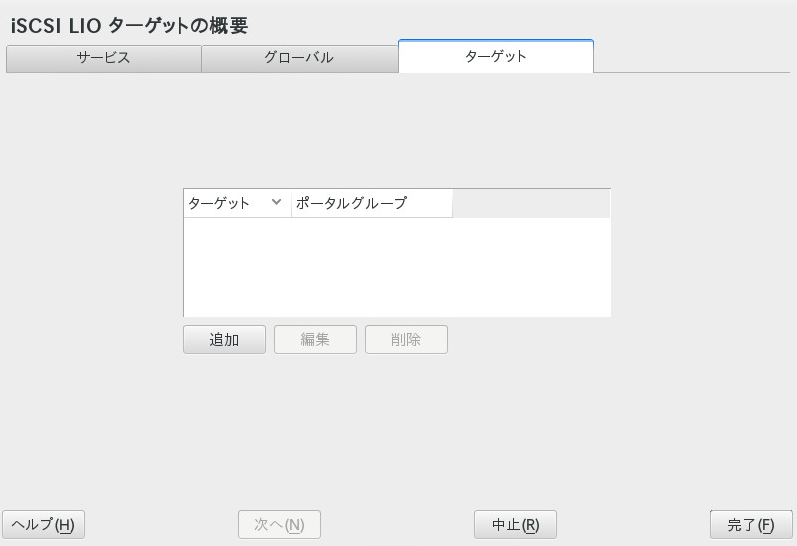 iSCSI LIO ターゲットの概要
サービス グローバル ターゲット
ターゲット ポータルグループ
追加 編集 削除
ヘルプ(H) 次へ(N) 中止(R) 完了(F)